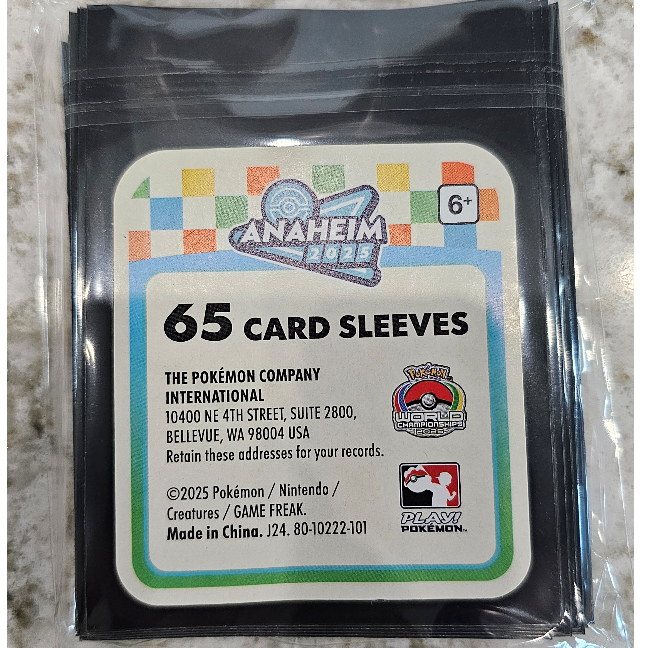 ANAHEIM
2025
6+
65 CARD SLEEVES
THE POKÉMON COMPANY
INTERNATIONAL
10400 NE 4TH STREET, SUITE 2800,
BELLEVUE, WA 98004 USA
Retain these addresses for your records.
©2025 Pokémon / Nintendo /
Creatures / GAME FREAK.
Made in China. J24. 80-10222-101
Pokémon
WORLD
CHAMPIONSHIPS
2025
PLAY!
POKÉMON™